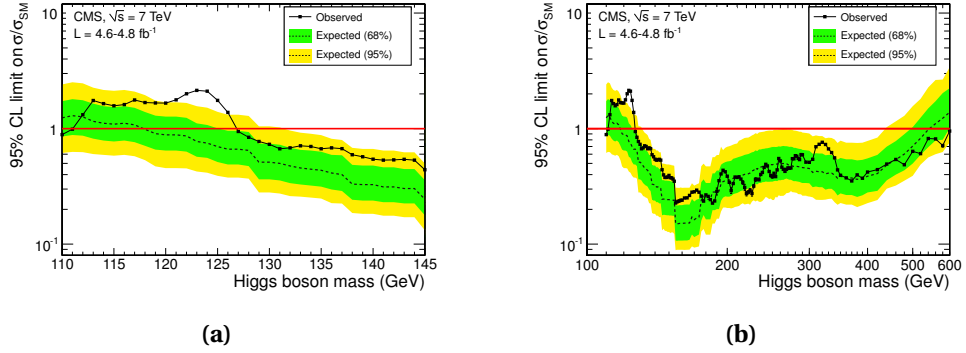 CMS, √s = 7 TeV
L = 4.6-4.8 fb⁻¹
Observed
Expected (68%)
Expected (95%)
95% CL limit on σ/σ_SM
10
1
10⁻¹
110 115 120 125 130 135 140 145
Higgs boson mass (GeV)
(a)
CMS, √s = 7 TeV
L = 4.6-4.8 fb⁻¹
Observed
Expected (68%)
Expected (95%)
95% CL limit on σ/σ_SM
10
1
10⁻¹
100 200 300 400 500 600
Higgs boson mass (GeV)
(b)